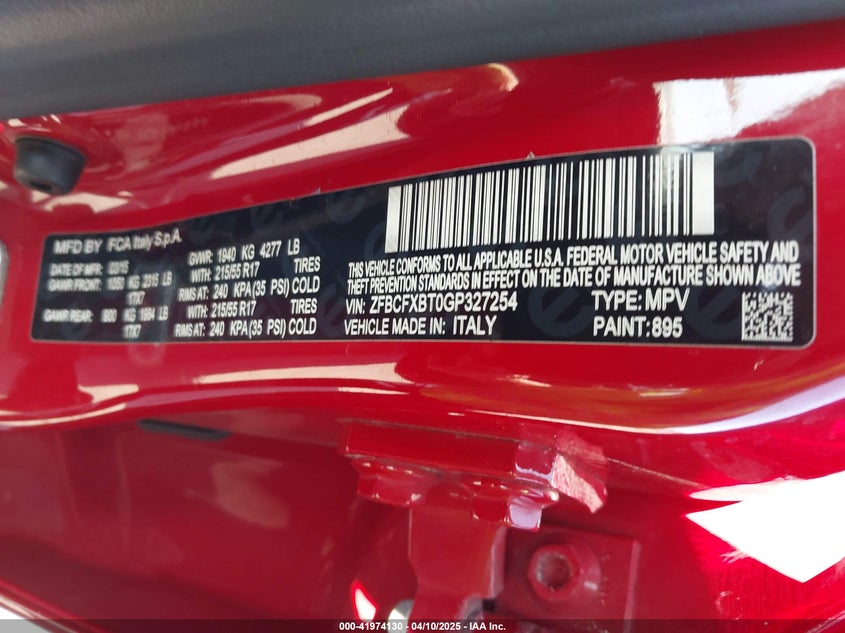 MFD BY FCA Italy S.p.A.
DATE OF MFR 03/15 GVWR: 1940 KG 4277 LB
GAWR FRONT: 1050 KG 2315 LB WITH: 215/55 R17 TIRES
17X7 RIMS AT: 240 KPA (35 PSI) COLD
GAWR REAR: 900 KG 1984 LB WITH: 215/55 R17 TIRES
17X7 RIMS AT: 240 KPA (35 PSI) COLD
THIS VEHICLE CONFORMS TO ALL APPLICABLE U.S.A. FEDERAL MOTOR VEHICLE SAFETY AND
THEFT PREVENTION STANDARDS IN EFFECT ON THE DATE OF MANUFACTURE SHOWN ABOVE.
VIN: ZFBCFXBT0GP327254 TYPE: MPV
VEHICLE MADE IN: ITALY PAINT: 895
000-41974130 - 04/10/2025 - IAA Inc.